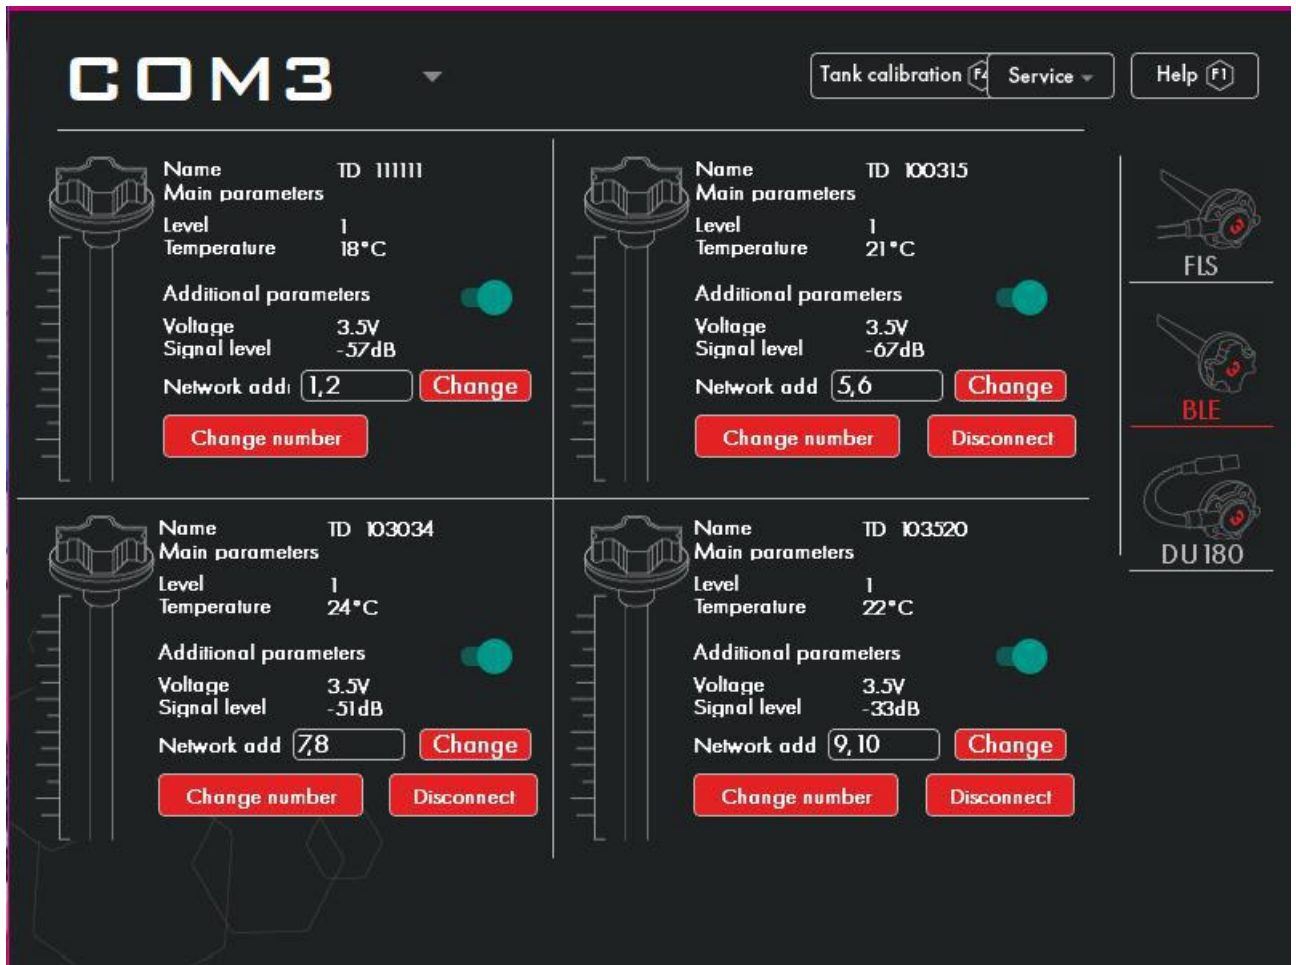 COM3
Tank calibration F4 Service Help F1
Name TD 111111
Main parameters
Level 1
Temperature 18°C
Additional parameters
Voltage 3.5V
Signal level -57dB
Network add 1,2 Change
Change number
Name TD 100315
Main parameters
Level 1
Temperature 21°C
Additional parameters
Voltage 3.5V
Signal level -67dB
Network add 5,6 Change
Change number Disconnect
Name TD 103034
Main parameters
Level 1
Temperature 24°C
Additional parameters
Voltage 3.5V
Signal level -51dB
Network add 7,8 Change
Change number Disconnect
Name TD 103520
Main parameters
Level 1
Temperature 22°C
Additional parameters
Voltage 3.5V
Signal level -33dB
Network add 9,10 Change
Change number Disconnect
FLS
BLE
DU180